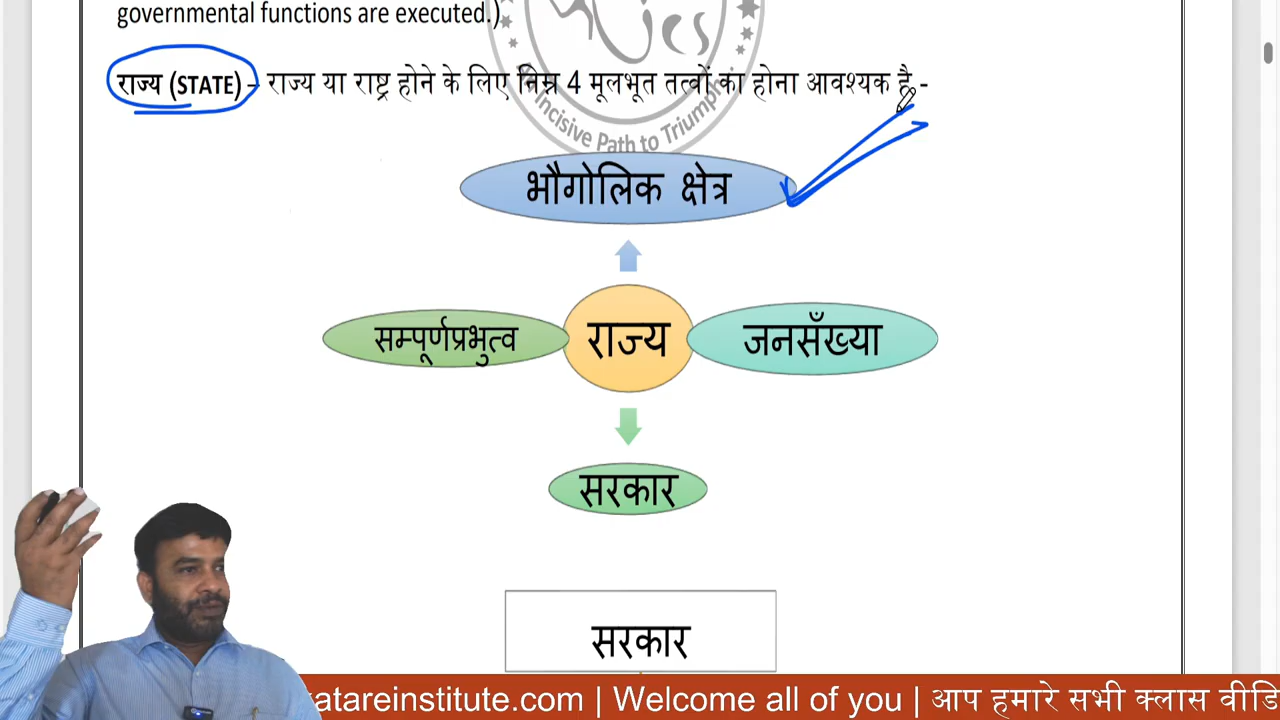 governmental functions are executed.)
राज्य (STATE) – राज्य या राष्ट्र होने के लिए निम्न 4 मूलभूत तत्वों का होना आवश्यक है -
Incisive Path to Triumph
भौगोलिक क्षेत्र
सम्पूर्णप्रभुत्व
राज्य
जनसँख्या
सरकार
सरकार
katareinstitute.com | Welcome all of you | आप हमारे सभी क्लास वीडि